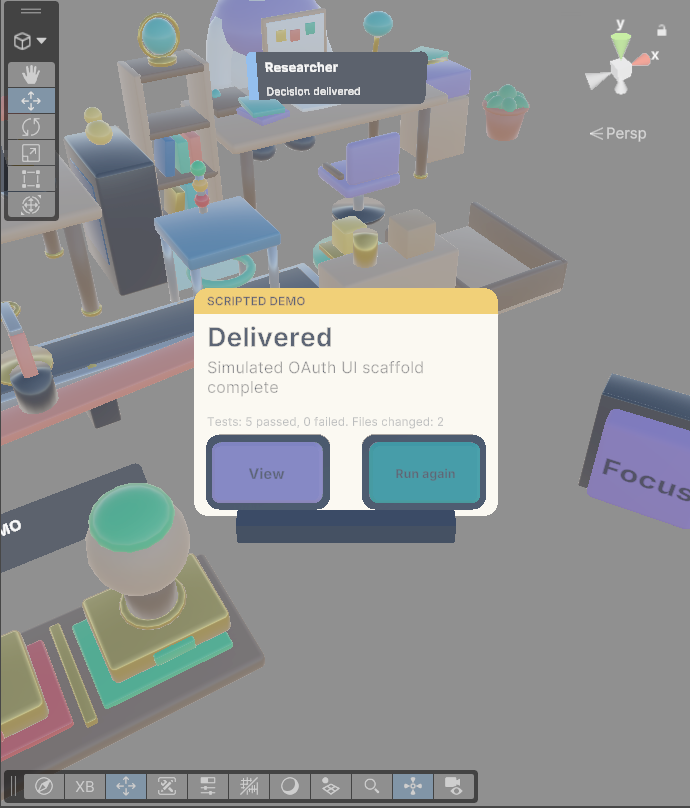 y
x
Researcher
Persp
Decision delivered
SCRIPTED DEMO
Delivered
Simulated OAuth UI scaffold
complete
Tests: 5 passed, 0 failed. Files changed: 2
View
Run again
Focus
MO
XB